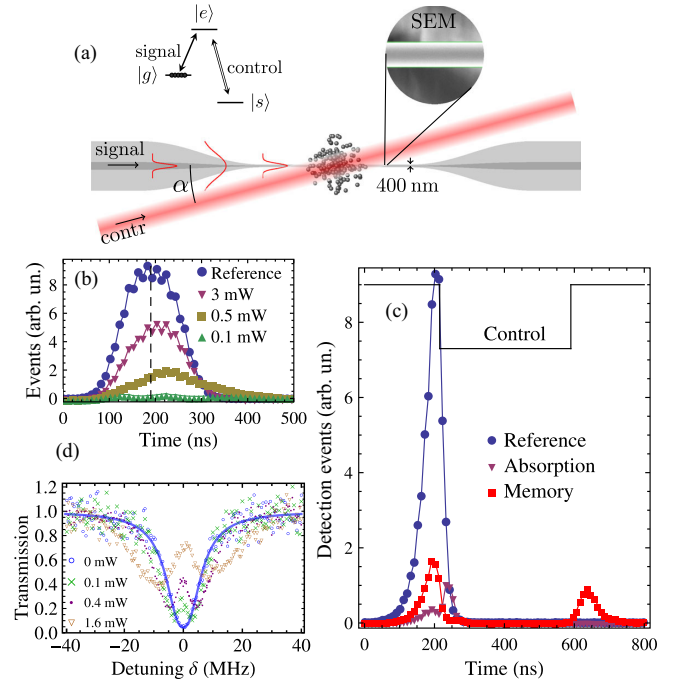 (a)
|e⟩
SEM
signal
control
|g⟩
|s⟩
signal
α
400 nm
contr
(b)
Events (arb. un.)
8
6
4
2
0
Reference
3 mW
0.5 mW
0.1 mW
0 100 200 300 400 500
Time (ns)
(c)
Detection events (arb. un.)
8
6
4
2
0
Control
Reference
Absorption
Memory
0 200 400 600 800
Time (ns)
(d)
Transmission
1.2
1.0
0.8
0.6
0.4
0.2
0.0
0 mW
0.1 mW
0.4 mW
1.6 mW
-40 -20 0 20 40
Detuning δ (MHz)